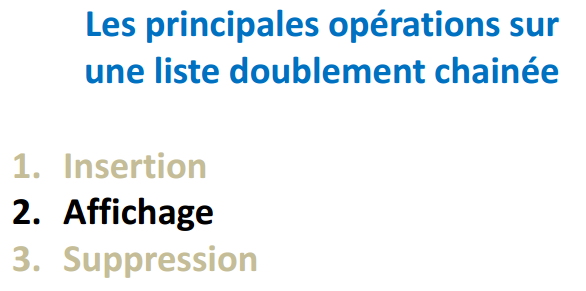 Les principales opérations sur
une liste doublement chainée
1. Insertion
2. Affichage
3. Suppression